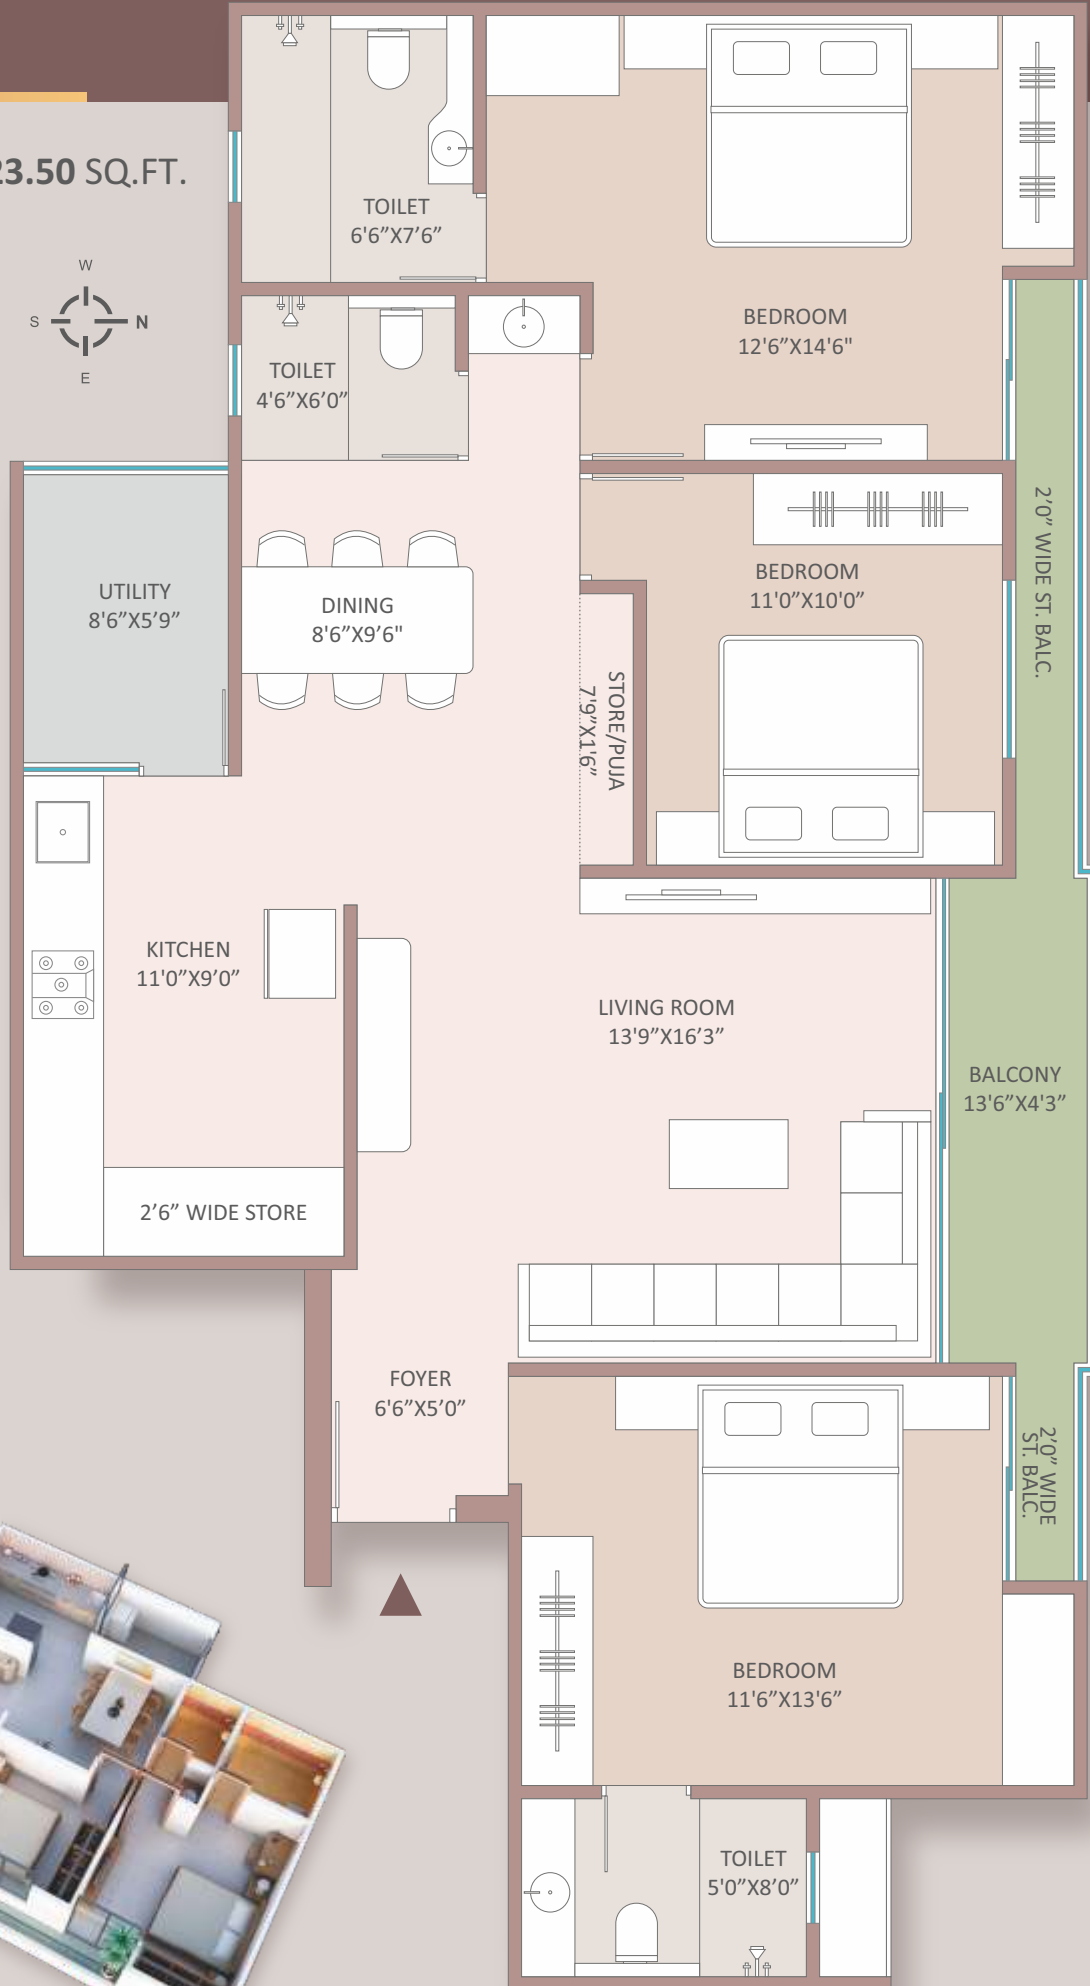 23.50 SQ.FT.
W
S
N
E
TOILET
6'6”X7’6”
TOILET
4'6”X6’0”
BEDROOM
12'6”X14’6"
UTILITY
8'6”X5’9”
DINING
8'6”X9’6"
BEDROOM
11'0”X10’0”
2’0” WIDE ST. BALC.
STORE/PUJA
7’9”X1’6”
KITCHEN
11'0”X9’0”
LIVING ROOM
13'9”X16’3”
BALCONY
13'6”X4'3”
2’6” WIDE STORE
FOYER
6'6”X5’0”
2’0” WIDE
ST. BALC.
BEDROOM
11'6”X13’6”
TOILET
5'0”X8’0”